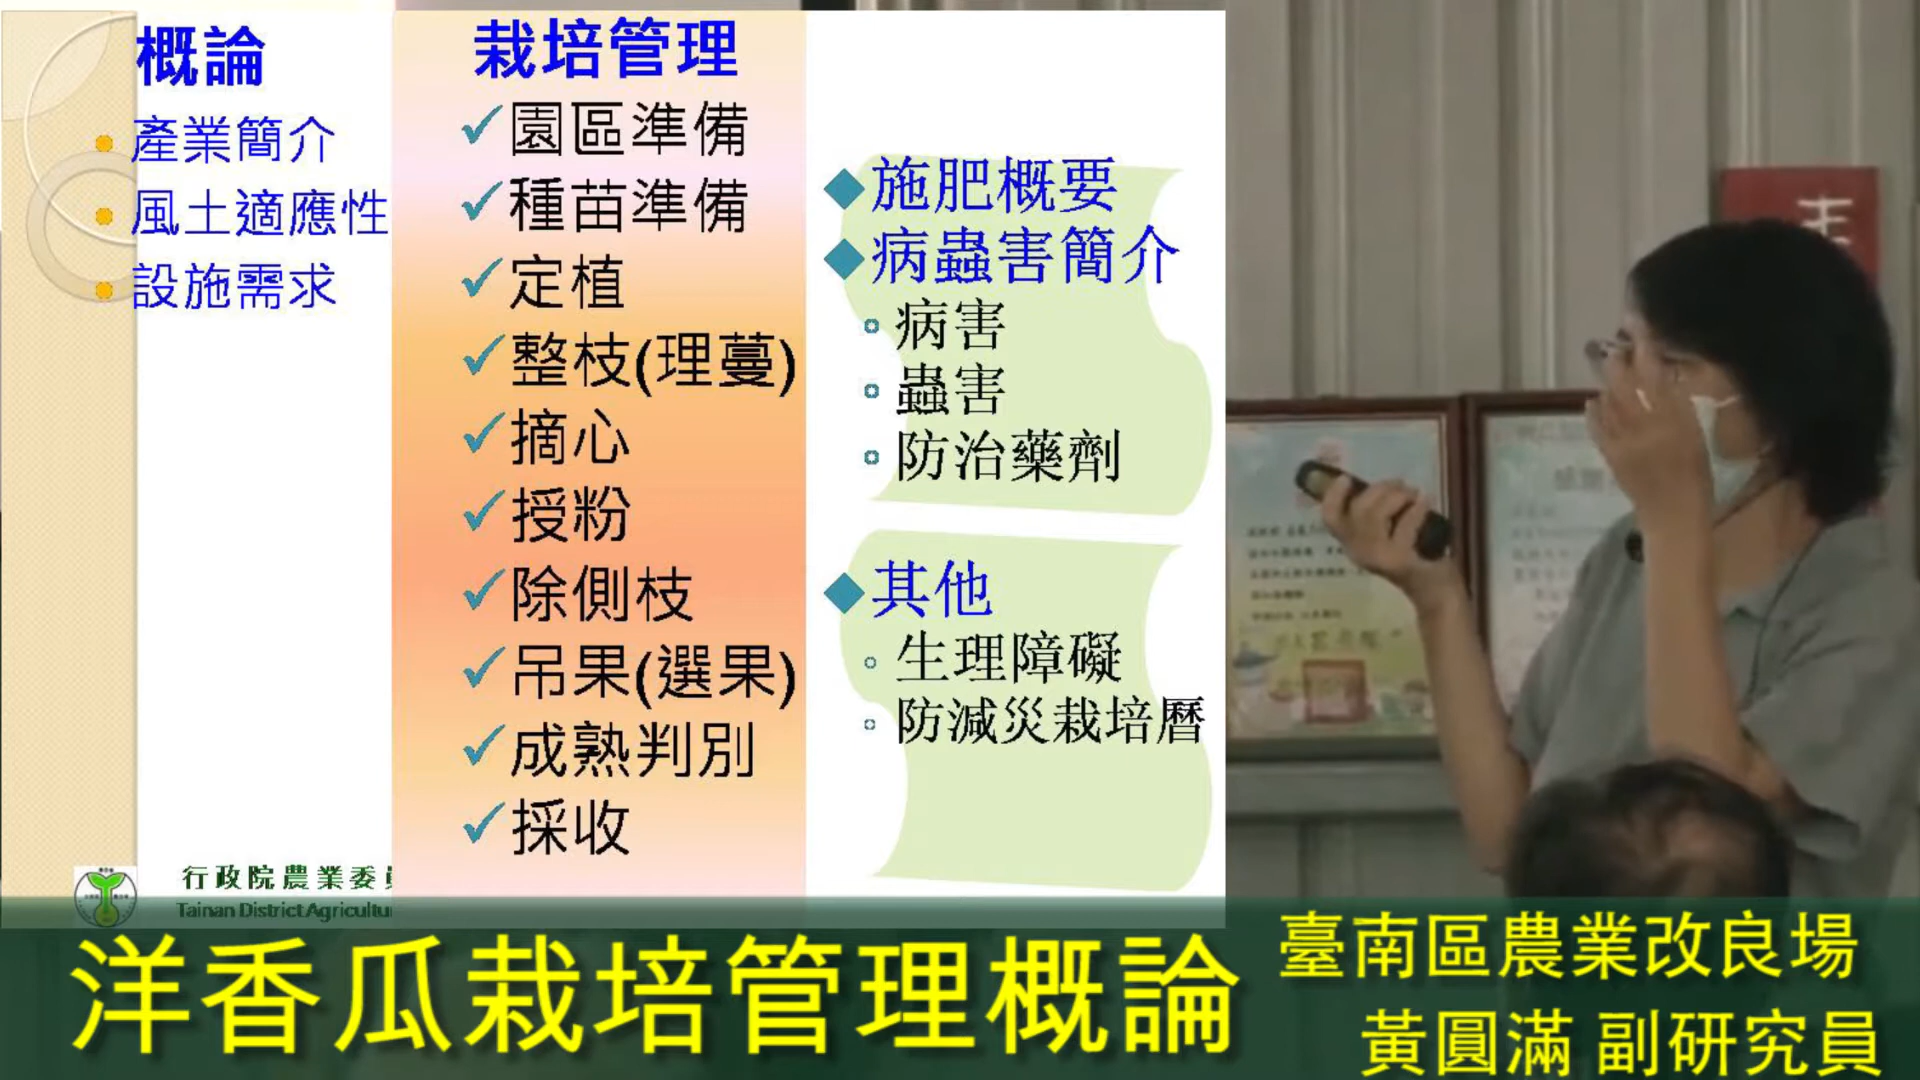 概論
產業簡介
風土適應性
設施需求
栽培管理
園區準備
種苗準備
定植
整枝(理蔓)
摘心
授粉
除側枝
吊果(選果)
成熟判別
採收
施肥概要
病蟲害簡介
病害
蟲害
防治藥劑
其他
生理障礙
防減災栽培曆
行政院農業委
Tainan District Agricultu
洋香瓜栽培管理概論
臺南區農業改良場
黃圓滿 副研究員